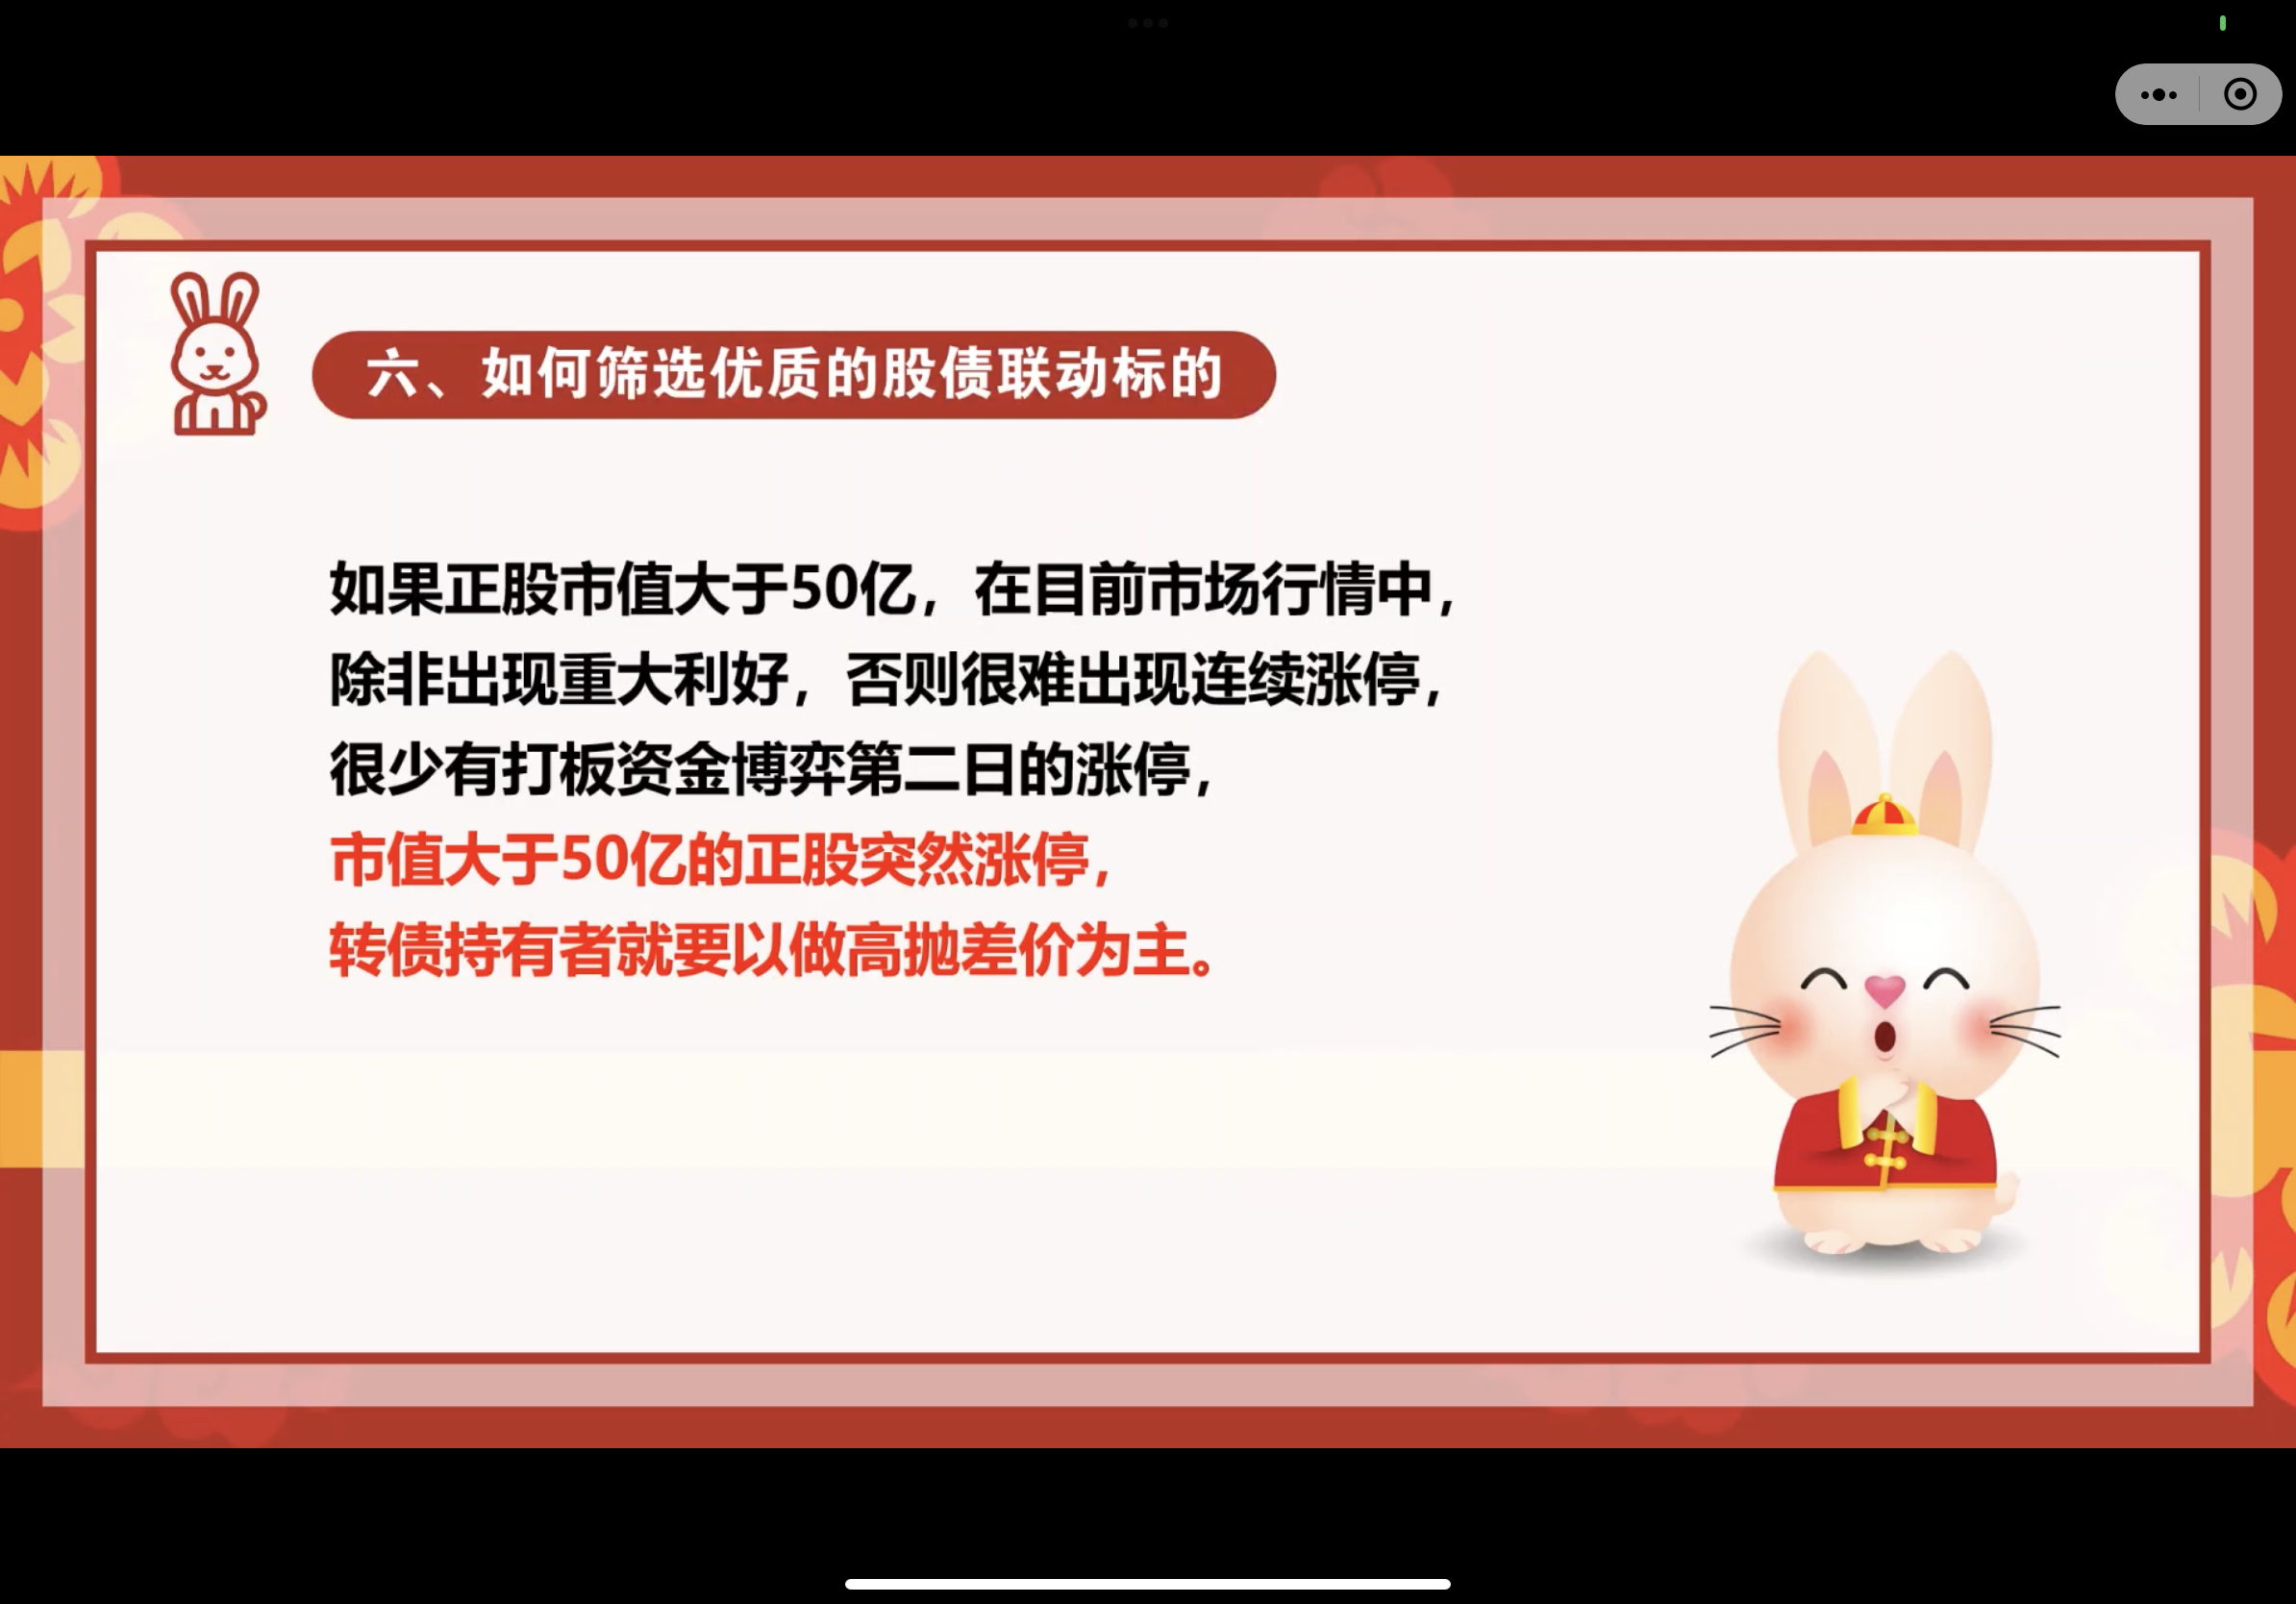 六、如何筛选优质的股债联动标的
如果正股市值大于50亿，在目前市场行情中，
除非出现重大利好，否则很难出现连续涨停，
很少有打板资金博弈第二日的涨停，
市值大于50亿的正股突然涨停，
转债持有者就要以做高抛差价为主。